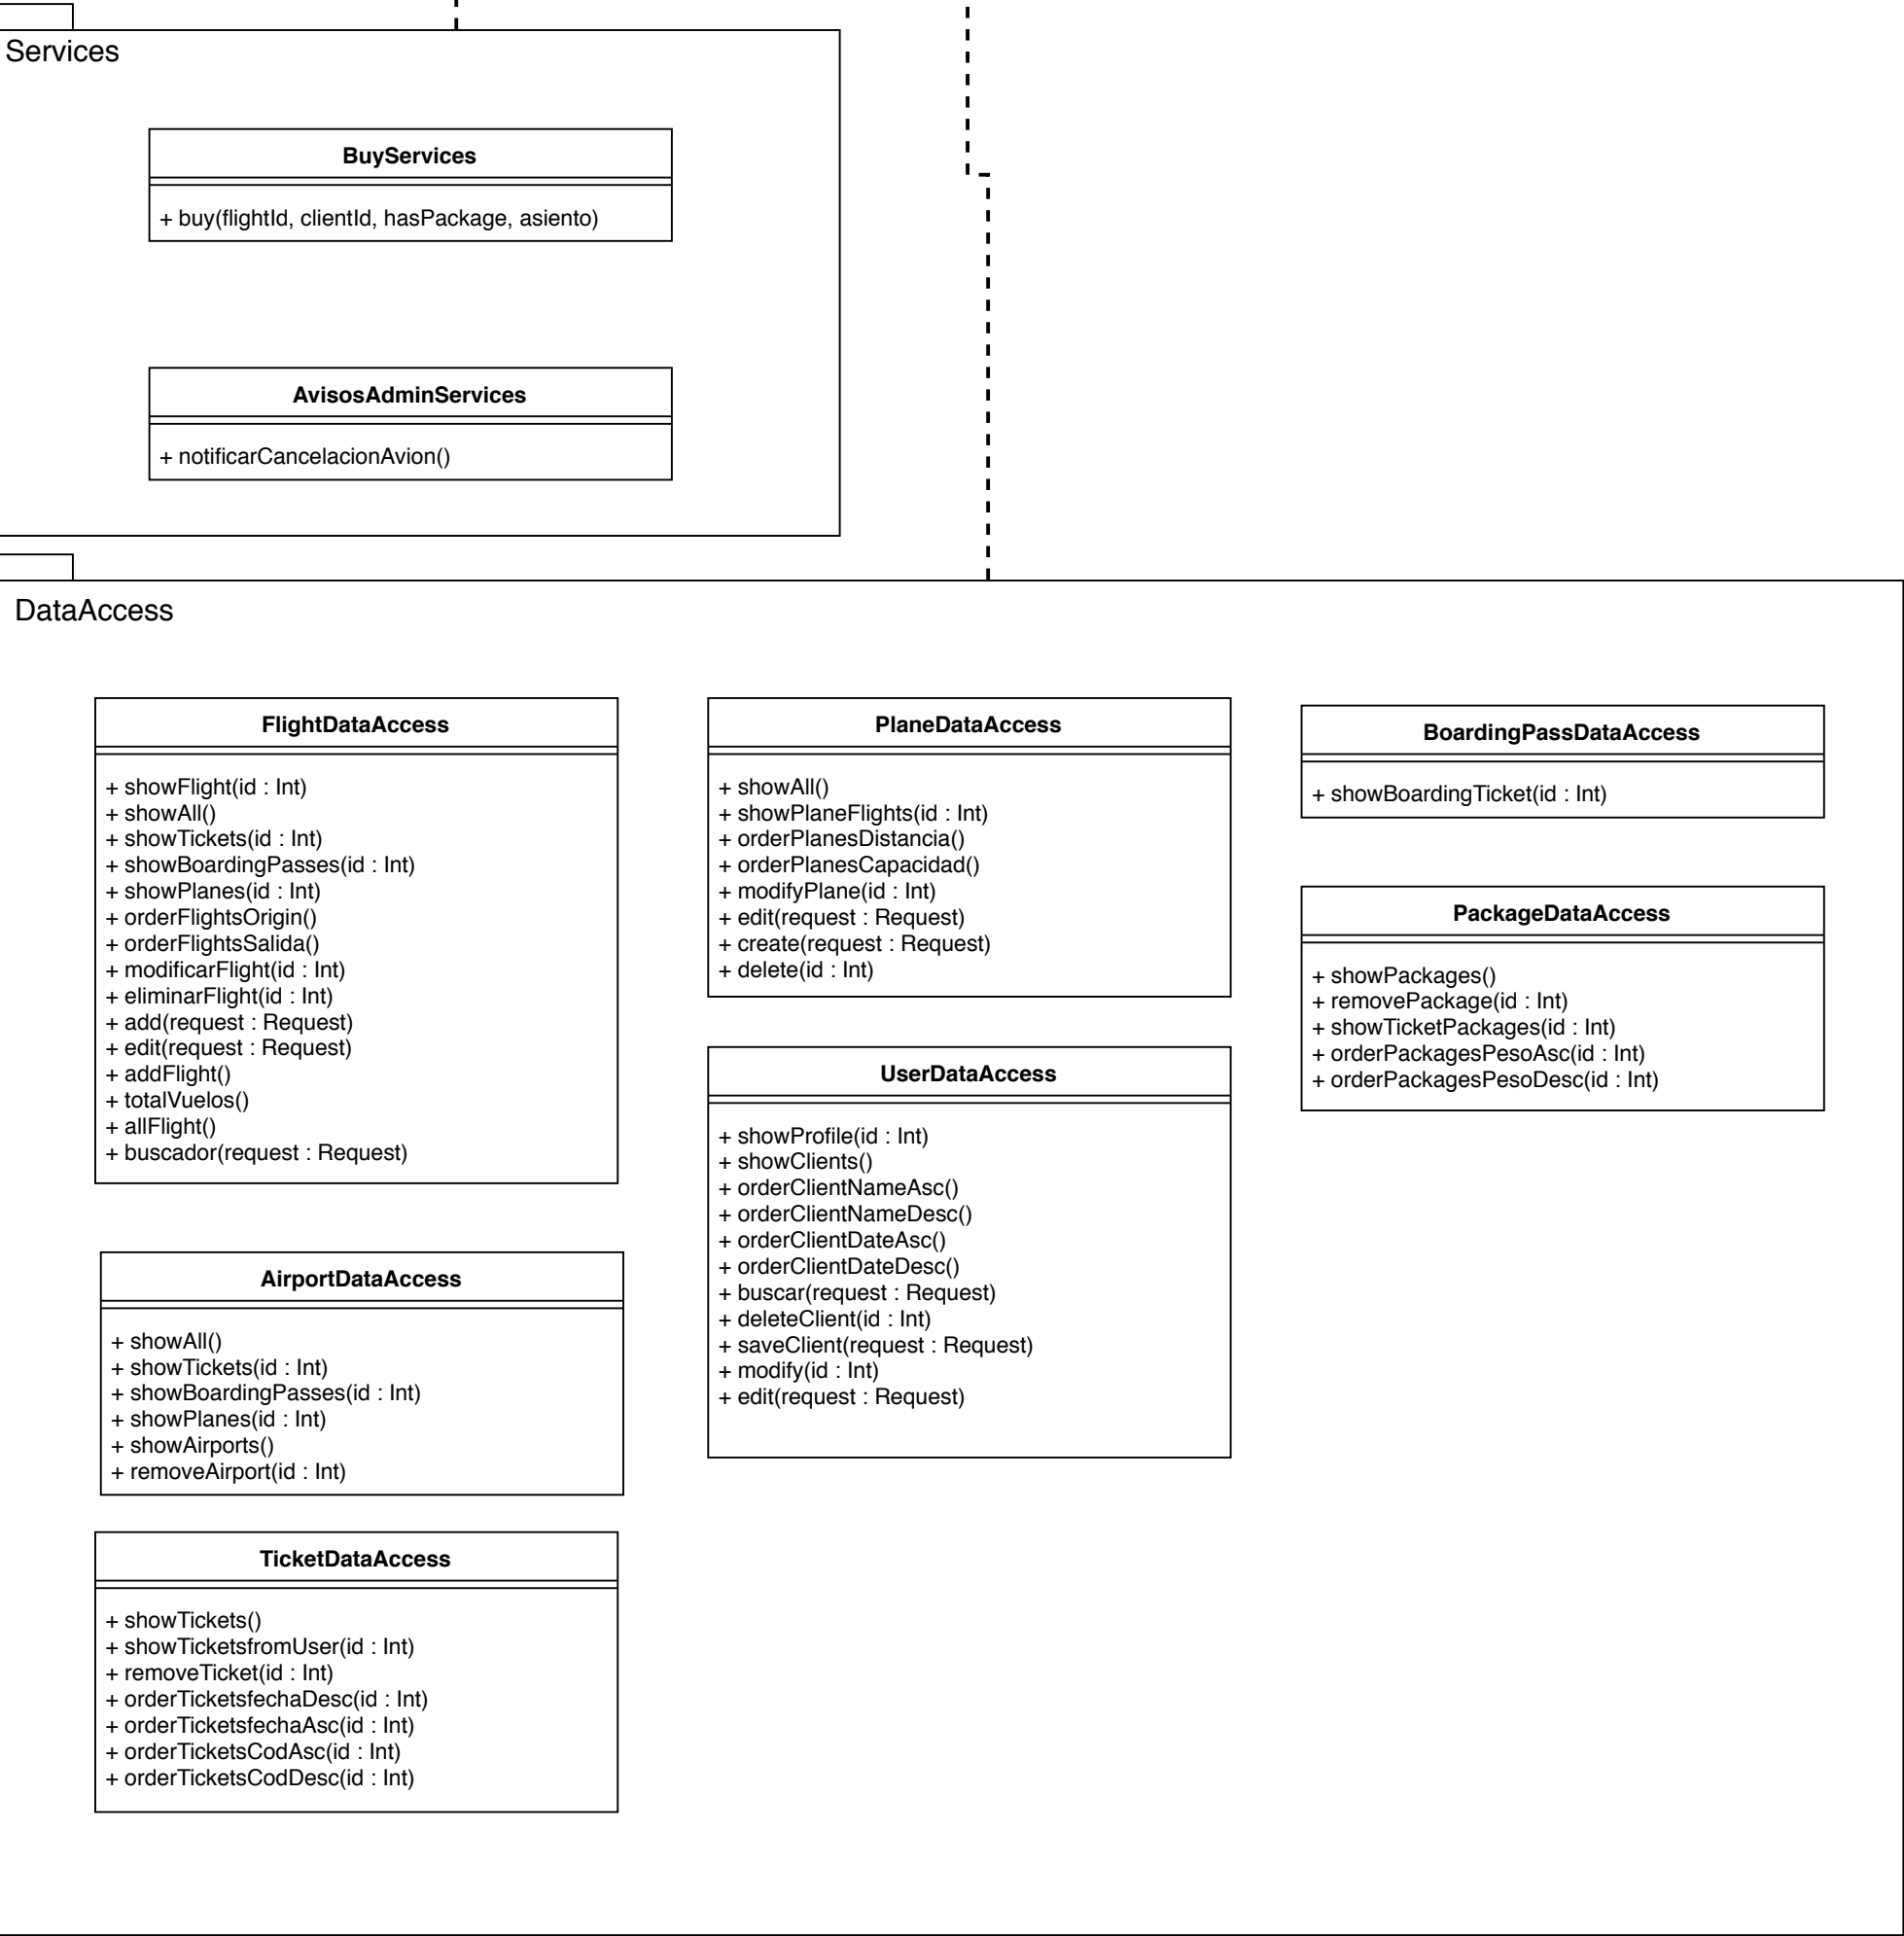 Services
BuyServices
+ buy(flightId, clientId, hasPackage, asiento)
AvisosAdminServices
+ notificarCancelacionAvion()
DataAccess
FlightDataAccess
+ showFlight(id : Int)
+ showAll()
+ showTickets(id : Int)
+ showBoardingPasses(id : Int)
+ showPlanes(id : Int)
+ orderFlightsOrigin()
+ orderFlightsSalida()
+ modificarFlight(id : Int)
+ eliminarFlight(id : Int)
+ add(request : Request)
+ edit(request : Request)
+ addFlight()
+ totalVuelos()
+ allFlight()
+ buscador(request : Request)
PlaneDataAccess
+ showAll()
+ showPlaneFlights(id : Int)
+ orderPlanesDistancia()
+ orderPlanesCapacidad()
+ modifyPlane(id : Int)
+ edit(request : Request)
+ create(request : Request)
+ delete(id : Int)
BoardingPassDataAccess
+ showBoardingTicket(id : Int)
PackageDataAccess
+ showPackages()
+ removePackage(id : Int)
+ showTicketPackages(id : Int)
+ orderPackagesPesoAsc(id : Int)
+ orderPackagesPesoDesc(id : Int)
UserDataAccess
+ showProfile(id : Int)
+ showClients()
+ orderClientNameAsc()
+ orderClientNameDesc()
+ orderClientDateAsc()
+ orderClientDateDesc()
+ buscar(request : Request)
+ deleteClient(id : Int)
+ saveClient(request : Request)
+ modify(id : Int)
+ edit(request : Request)
AirportDataAccess
+ showAll()
+ showTickets(id : Int)
+ showBoardingPasses(id : Int)
+ showPlanes(id : Int)
+ showAirports()
+ removeAirport(id : Int)
TicketDataAccess
+ showTickets()
+ showTicketsfromUser(id : Int)
+ removeTicket(id : Int)
+ orderTicketsfechaDesc(id : Int)
+ orderTicketsfechaAsc(id : Int)
+ orderTicketsCodAsc(id : Int)
+ orderTicketsCodDesc(id : Int)